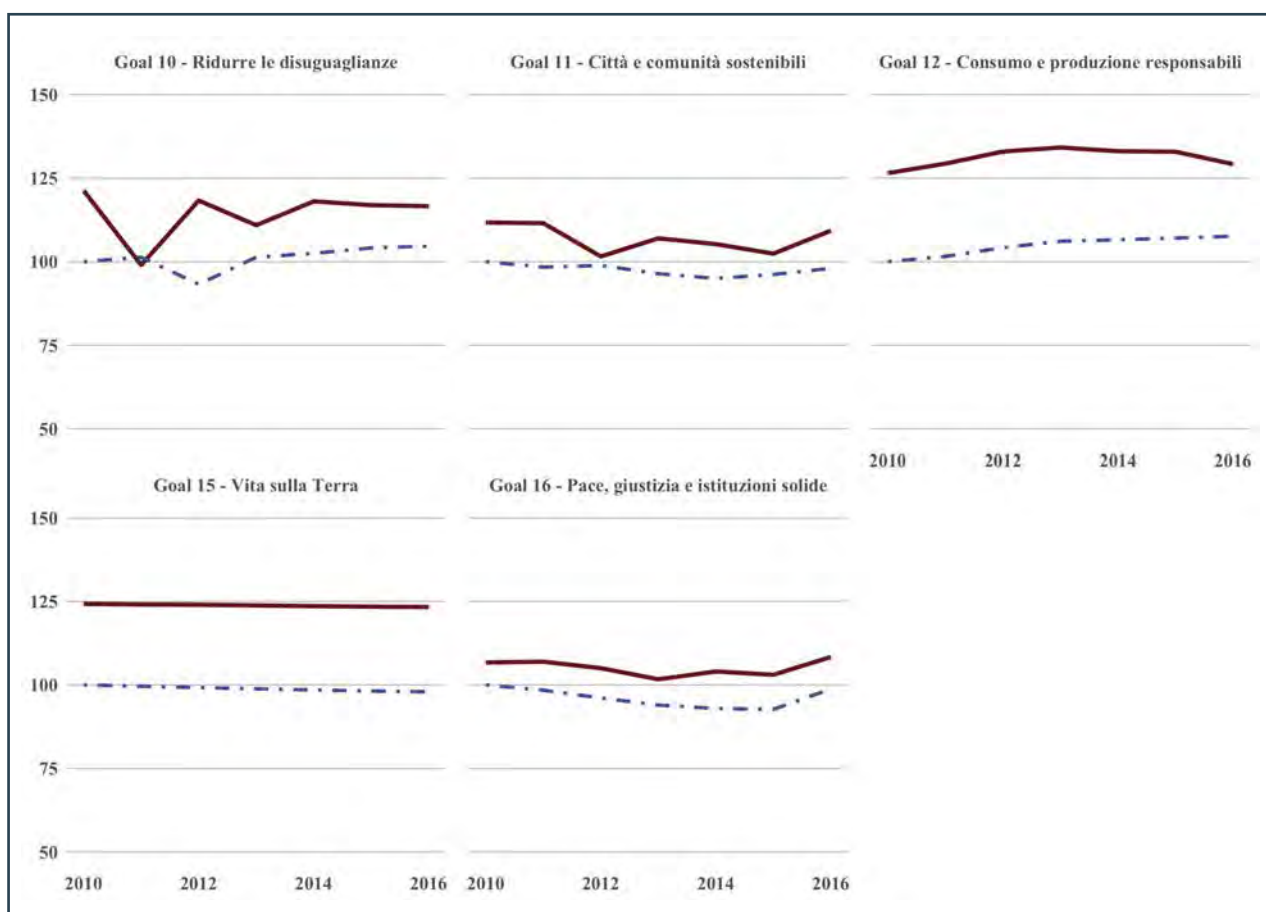 Goal 10 - Ridurre le disuguaglianze
Goal 11 - Città e comunità sostenibili
Goal 12 - Consumo e produzione responsabili
150
125
100
75
50
2010 2012 2014 2016
Goal 15 - Vita sulla Terra
Goal 16 - Pace, giustizia e istituzioni solide
150
125
100
75
50
2010 2012 2014 2016
2010 2012 2014 2016